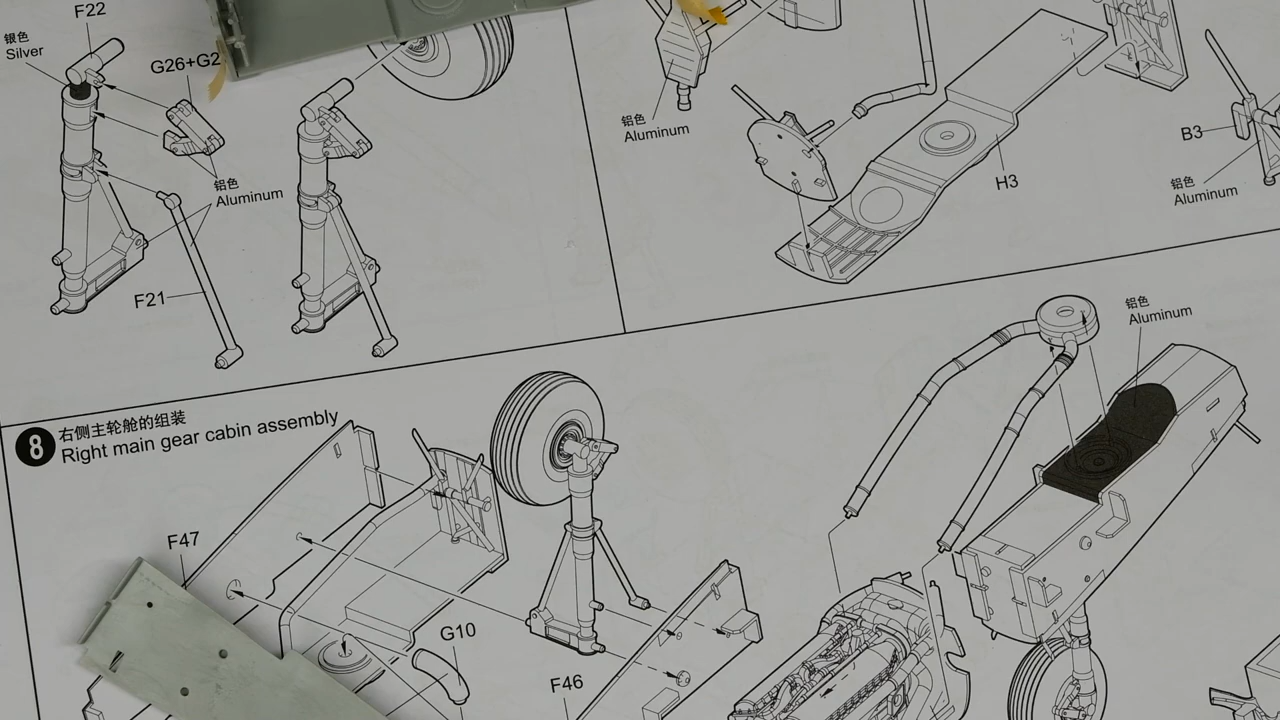 F22
银色
Silver
G26+G2
铝色
Aluminum
F21
铝色
Aluminum
H3
B3
铝色
Aluminum
8 右侧主轮舱的组装
Right main gear cabin assembly
铝色
Aluminum
F47
G10
F46